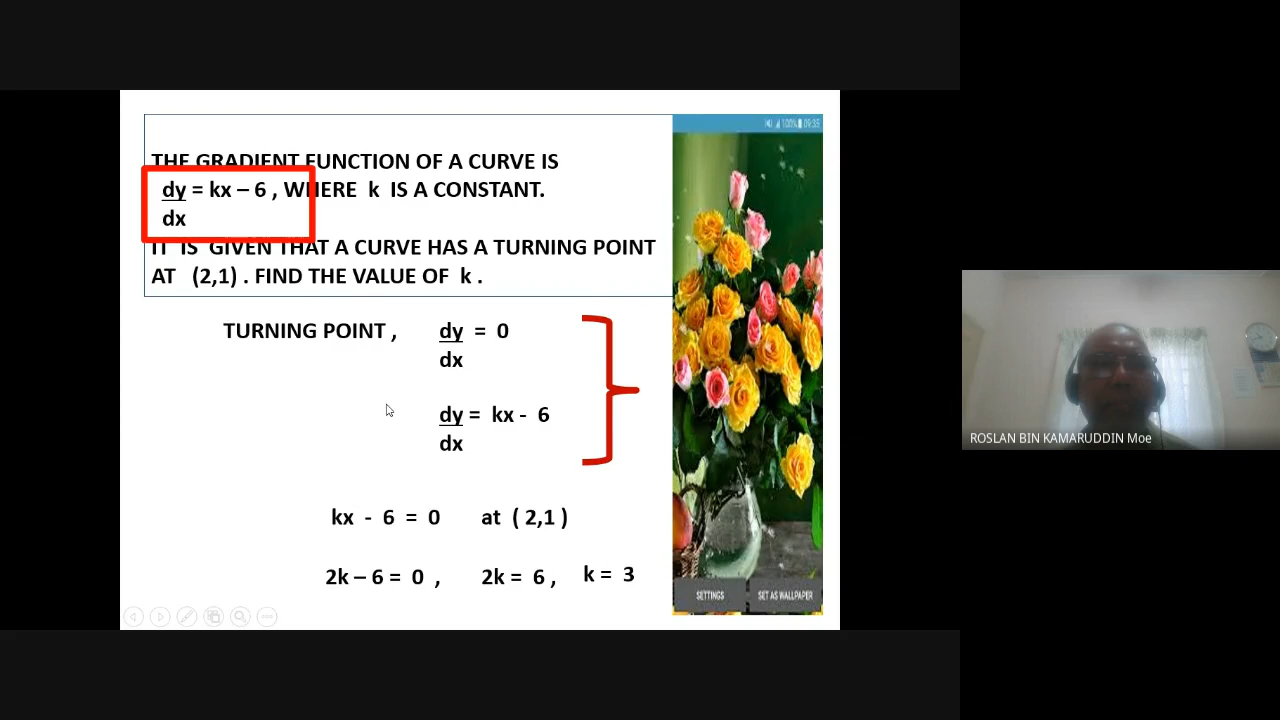 THE GRADIENT FUNCTION OF A CURVE IS
dy = kx – 6 , WHERE k IS A CONSTANT.
dx
IT IS GIVEN THAT A CURVE HAS A TURNING POINT
AT (2,1) . FIND THE VALUE OF k .
TURNING POINT , dy = 0
dx
dy = kx - 6
dx
kx - 6 = 0 at ( 2,1 )
2k – 6 = 0 , 2k = 6 , k = 3
100% 09:35
SETTINGS SET AS WALLPAPER
ROSLAN BIN KAMARUDDIN Moe